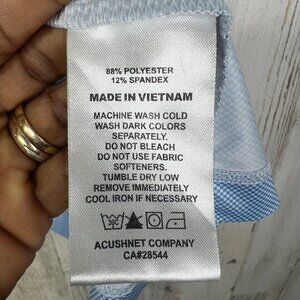 88% POLYESTER
12% SPANDEX
MADE IN VIETNAM
MACHINE WASH COLD
WASH DARK COLORS
SEPARATELY.
DO NOT BLEACH
DO NOT USE FABRIC
SOFTENERS.
TUMBLE DRY LOW
REMOVE IMMEDIATELY
COOL IRON IF NECESSARY
ACUSHNET COMPANY
CA#28544